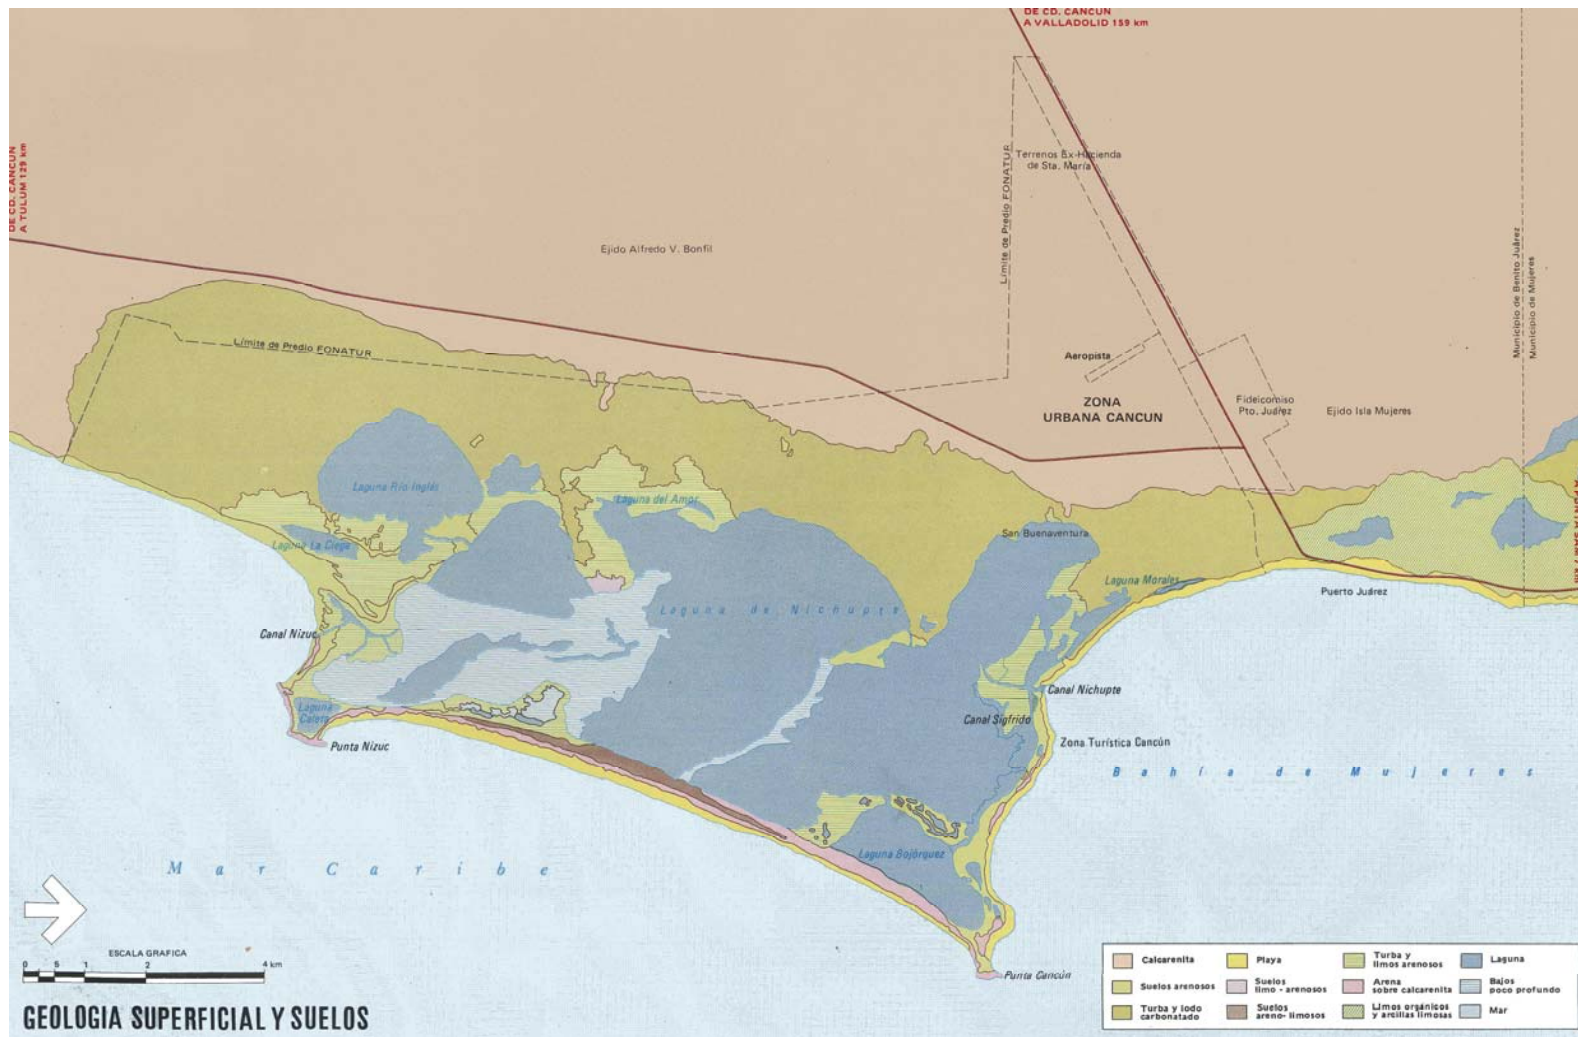 DE CD. CANCUN
A VALLADOLID 159 km
DE CD. CANCUN
A TULUM 129 km
Terrenos Ex-Hacienda
de Sta. María
Límite de Predio FONATUR
Ejido Alfredo V. Bonfil
Municipio de Benito Juárez
Municipio de Mujeres
Límite de Predio FONATUR
Aeropista
ZONA
URBANA CANCUN
Fideicomiso
Pto. Juárez
Ejido Isla Mujeres
A PUNTA SAM 7 km
Laguna Río Inglés
Laguna del Amor
San Buenaventura
Laguna La Ciega
Laguna Morales
Puerto Juárez
Laguna de Nichupte
Canal Nizuc
Canal Nichupte
Laguna
Caleta
Canal Sigfrido
Punta Nizuc
Zona Turística Cancún
Bahía de Mujeres
Laguna Bojórquez
Mar Caribe
Punta Cancún
ESCALA GRAFICA
0 5 1 2 4 km
GEOLOGIA SUPERFICIAL Y SUELOS
Calcarenita
Suelos arenosos
Turba y lodo
carbonatado
Playa
Suelos
limo - arenosos
Suelos
areno- limosos
Turba y
limos arenosos
Arena
sobre calcarenita
Limos orgánicos
y arcillas limosas
Laguna
Bajos
poco profundo
Mar